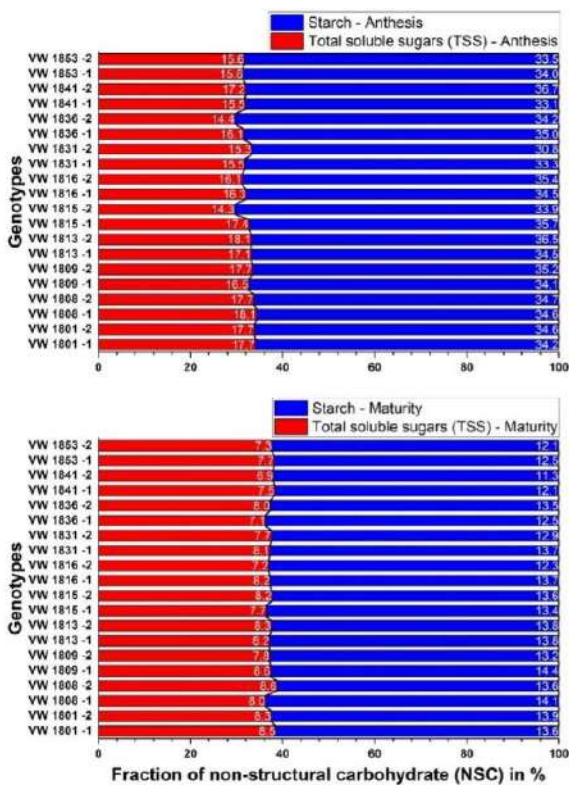 Starch - Anthesis
Total soluble sugars (TSS) - Anthesis
Genotypes
VW 1853 -2 15.6 33.5
VW 1853 -1 15.6 34.0
VW 1841 -2 17.2 36.7
VW 1841 -1 15.5 33.1
VW 1836 -2 14.4 34.2
VW 1836 -1 16.1 35.0
VW 1831 -2 15.3 30.8
VW 1831 -1 15.5 33.3
VW 1816 -2 16.1 35.4
VW 1816 -1 16.3 34.5
VW 1815 -2 14.3 33.9
VW 1815 -1 17.4 35.7
VW 1813 -2 18.1 36.5
VW 1813 -1 17.1 34.5
VW 1809 -2 17.7 35.2
VW 1809 -1 16.5 34.1
VW 1808 -2 17.7 34.7
VW 1808 -1 18.1 34.6
VW 1801 -2 17.7 34.6
VW 1801 -1 17.7 34.2
0 20 40 60 80 100
Starch - Maturity
Total soluble sugars (TSS) - Maturity
Genotypes
VW 1853 -2 7.3 12.1
VW 1853 -1 7.7 12.5
VW 1841 -2 6.9 11.3
VW 1841 -1 7.5 12.1
VW 1836 -2 8.0 13.5
VW 1836 -1 7.1 12.5
VW 1831 -2 7.7 12.9
VW 1831 -1 8.1 13.7
VW 1816 -2 7.2 12.3
VW 1816 -1 8.2 13.7
VW 1815 -2 8.2 13.6
VW 1815 -1 7.7 13.4
VW 1813 -2 8.3 13.8
VW 1813 -1 8.2 13.8
VW 1809 -2 7.8 13.2
VW 1809 -1 8.6 14.4
VW 1808 -2 8.6 13.6
VW 1808 -1 8.0 14.1
VW 1801 -2 8.3 13.9
VW 1801 -1 8.5 13.6
0 20 40 60 80 100
Fraction of non-structural carbohydrate (NSC) in %